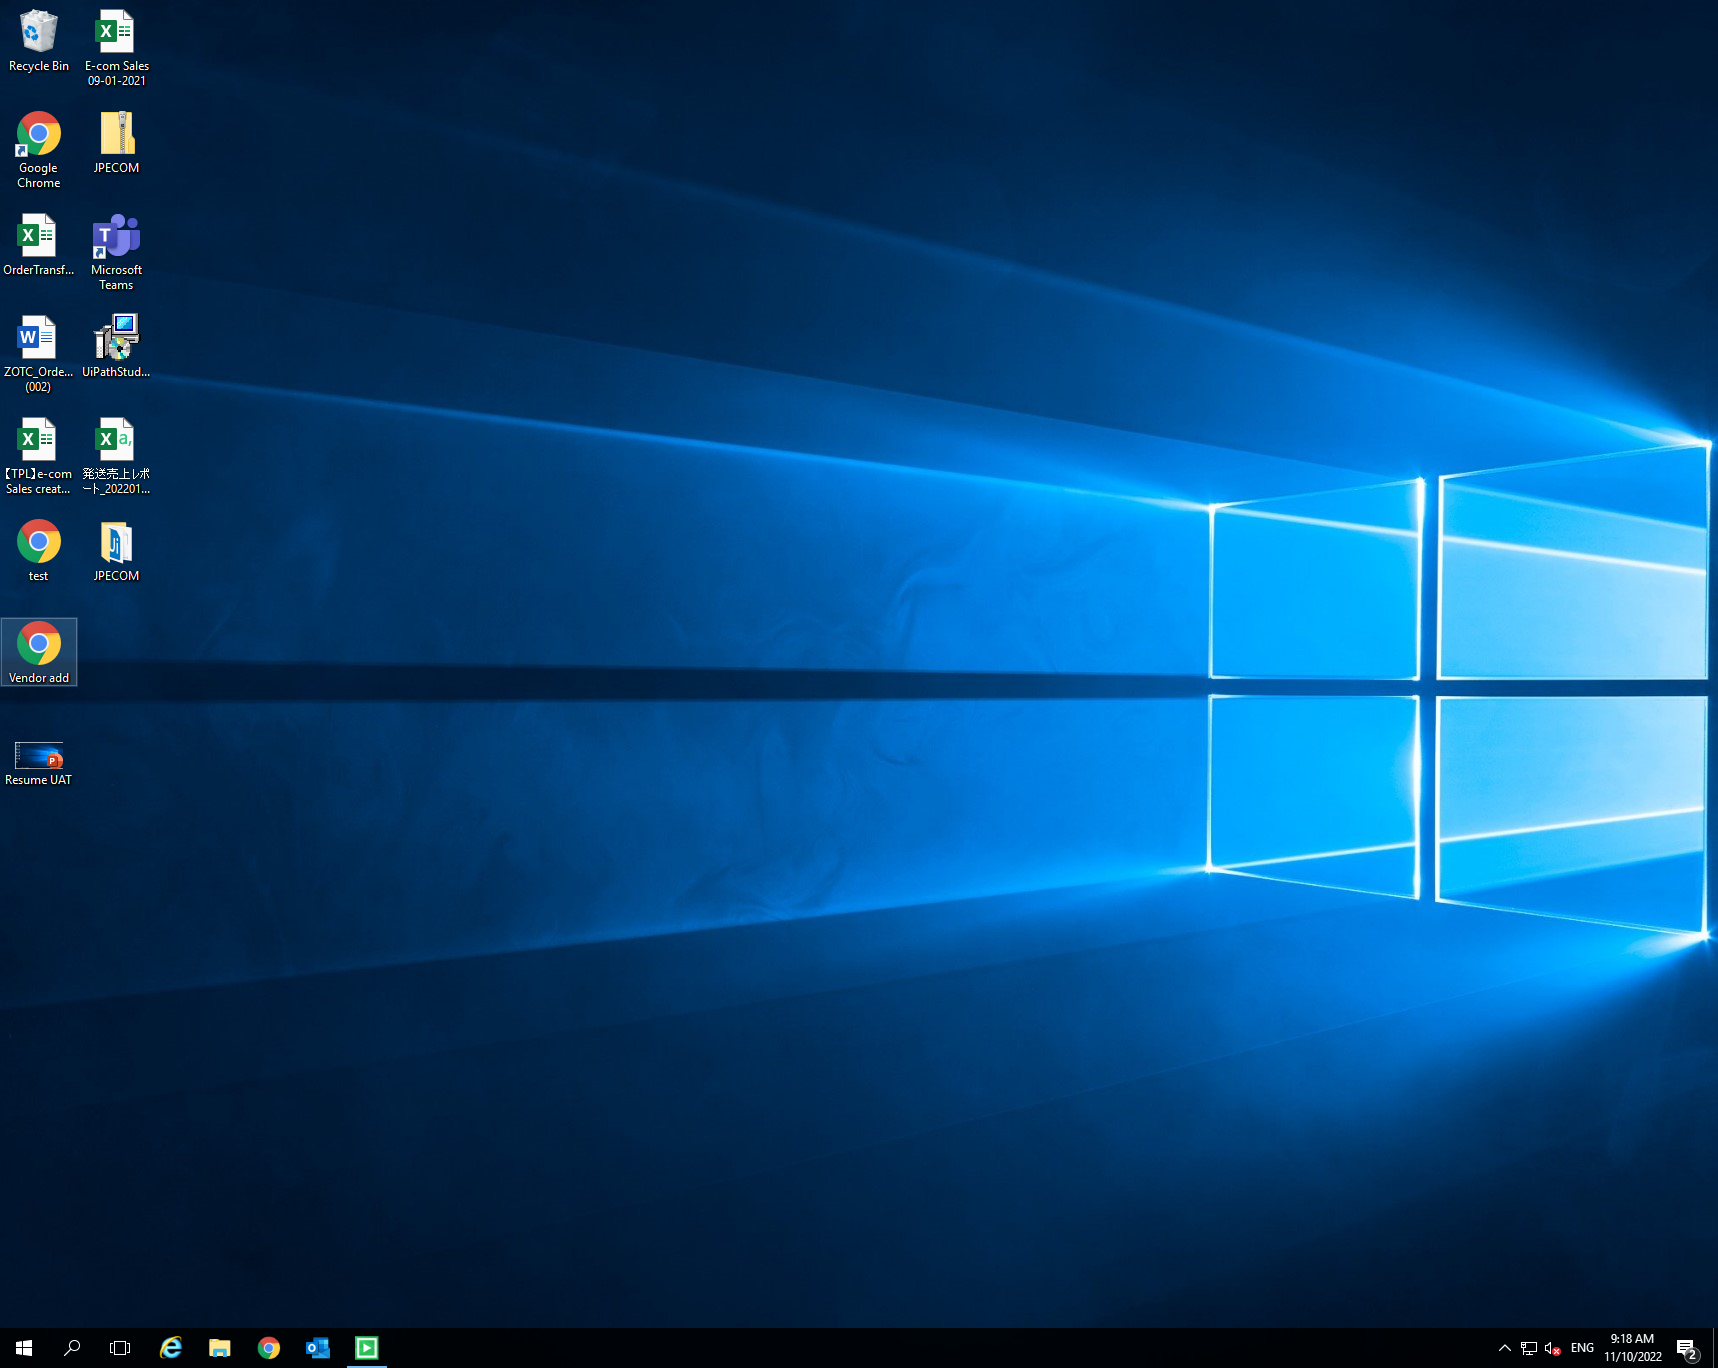 Recycle Bin
E-com Sales
09-01-2021
Google
Chrome
JPECOM
OrderTransf...
Microsoft
Teams
ZOTC_Orde...
(002)
UiPathStud...
【TPL】e-com
Sales creat...
発送売上レポ
ート_202201...
test
JPECOM
Vendor add
Resume UAT
ENG
9:18 AM
11/10/2022
2